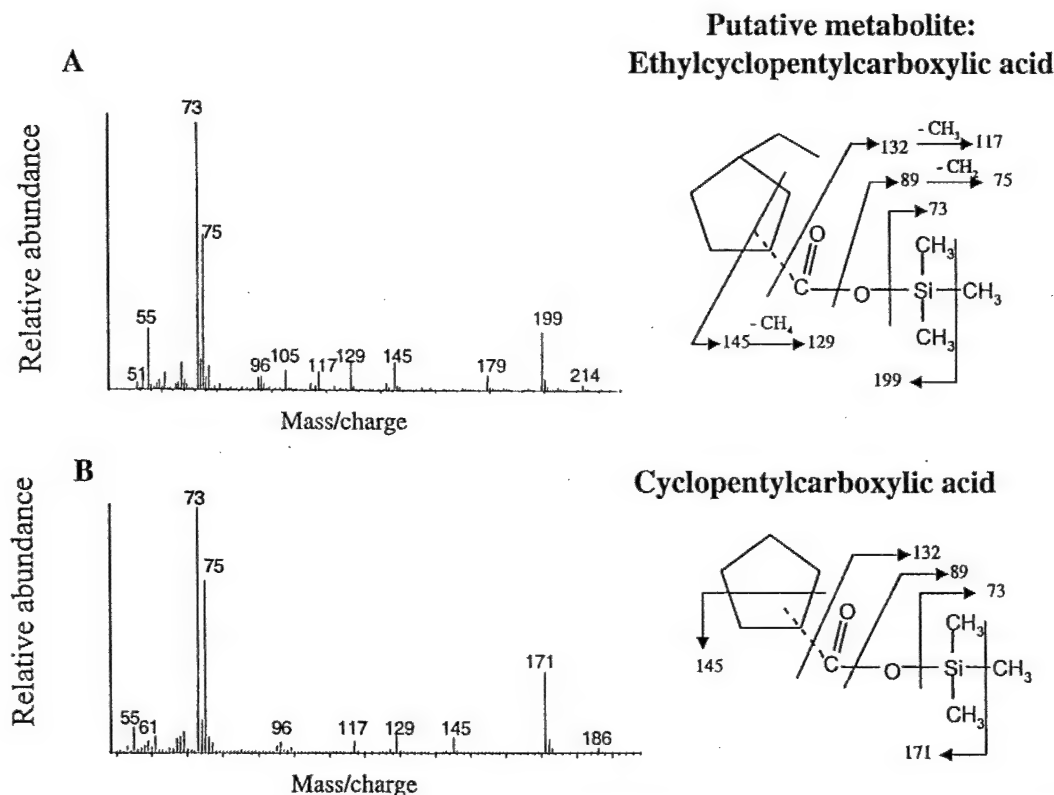 Putative metabolite:
Ethylcyclopentylcarboxylic acid
A
Relative abundance
73
75
55
51
96
105
117
129
145
179
199
214
Mass/charge
132 - CH₃ 117
89 - CH₂ 75
73
O
CH₃
C O Si CH₃
CH₃
145 - CH₄ 129
199
B
Cyclopentylcarboxylic acid
Relative abundance
73
75
55
61
96
117
129
145
171
186
Mass/charge
132
89
73
O
CH₃
C O Si CH₃
CH₃
145
171